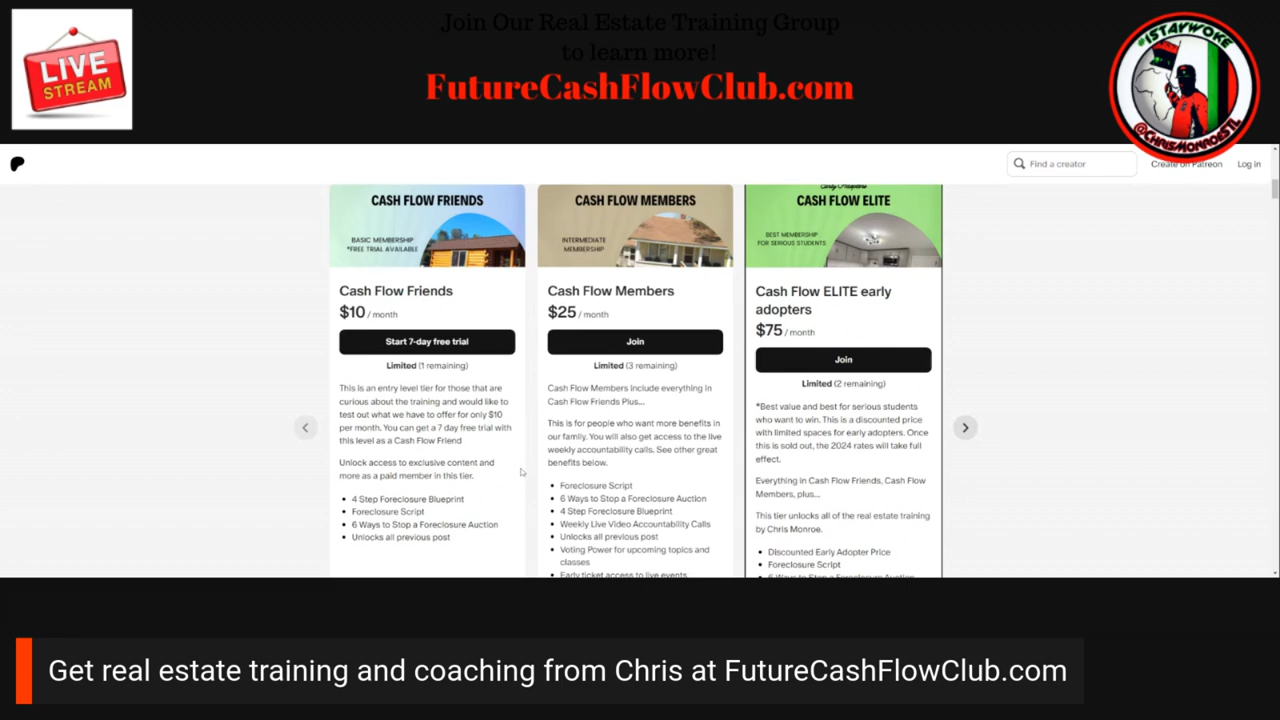 Join Our Real Estate Training Group
to learn more!
FutureCashFlowClub.com
LIVE
STREAM
#ISTAYWOKE
@CHRISMONROESTL
Find a creator
Create on Patreon
Log in
CASH FLOW FRIENDS
BASIC MEMBERSHIP
*FREE TRIAL AVAILABLE
Cash Flow Friends
$10 / month
Start 7-day free trial
Limited (1 remaining)
This is an entry level tier for those that are
curious about the training and would like to
test out what we have to offer for only $10
per month. You can get a 7 day free trial with
this level as a Cash Flow Friend
Unlock access to exclusive content and
more as a paid member in this tier.
• 4 Step Foreclosure Blueprint
• Foreclosure Script
• 6 Ways to Stop a Foreclosure Auction
• Unlocks all previous post
CASH FLOW MEMBERS
INTERMEDIATE
MEMBERSHIP
Cash Flow Members
$25 / month
Join
Limited (3 remaining)
Cash Flow Members include everything in
Cash Flow Friends Plus...
This is for people who want more benefits in
our family. You will also get access to the live
weekly accountability calls. See other great
benefits below.
• Foreclosure Script
• 6 Ways to Stop a Foreclosure Auction
• 4 Step Foreclosure Blueprint
• Weekly Live Video Accountability Calls
• Unlocks all previous post
• Voting Power for upcoming topics and
classes
• Early ticket access to live events
Early Adopters
CASH FLOW ELITE
BEST MEMBERSHIP
FOR SERIOUS STUDENTS
Cash Flow ELITE early
adopters
$75 / month
Join
Limited (2 remaining)
*Best value and best for serious students
who want to win. This is a discounted price
with limited spaces for early adopters. Once
this is sold out, the 2024 rates will take full
effect.
Everything in Cash Flow Friends, Cash Flow
Members, plus...
This tier unlocks all of the real estate training
by Chris Monroe.
• Discounted Early Adopter Price
• Foreclosure Script
• 6 Ways to Stop a Foreclosure Auction
Get real estate training and coaching from Chris at FutureCashFlowClub.com